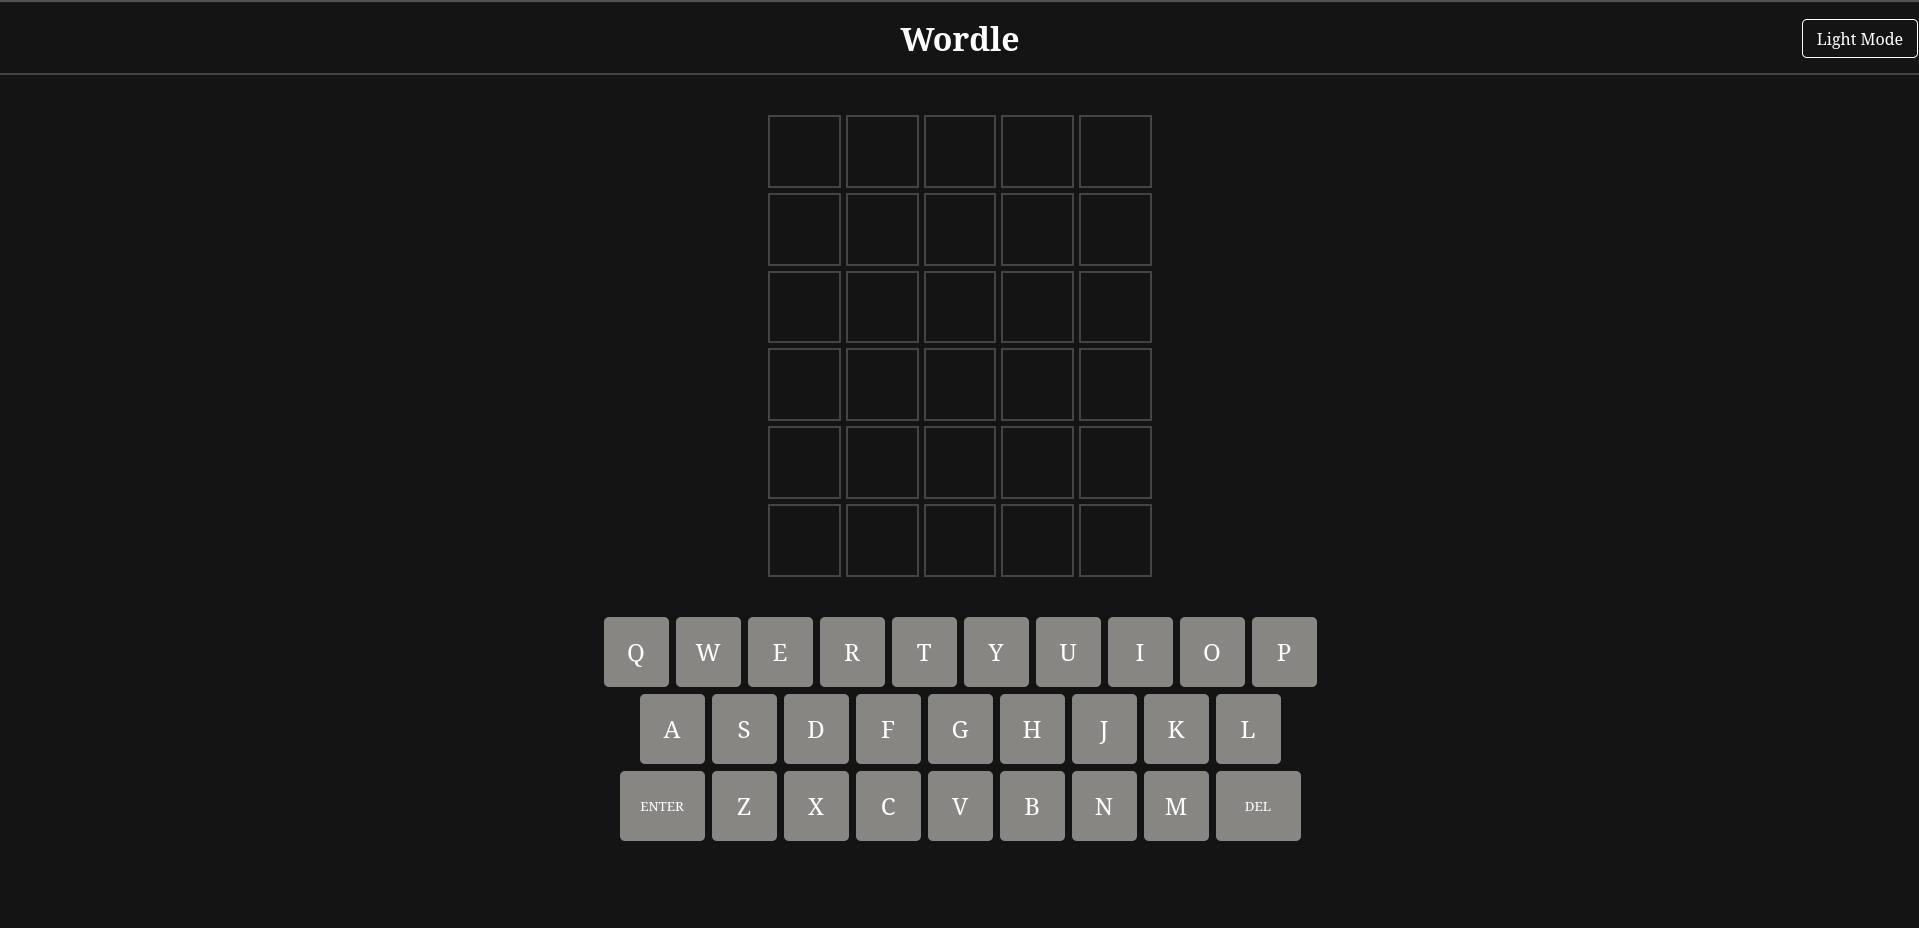 Wordle
Light Mode
Q W E R T Y U I O P
A S D F G H J K L
ENTER Z X C V B N M DEL